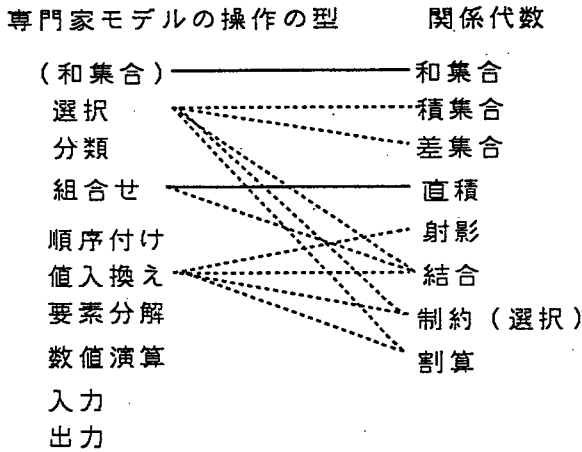 専門家モデルの操作の型 関係代数
(和集合) 和集合
選択 積集合
分類 差集合
組合せ 直積
順序付け 射影
値入換え 結合
要素分解 制約(選択)
数値演算 割算
入力
出力